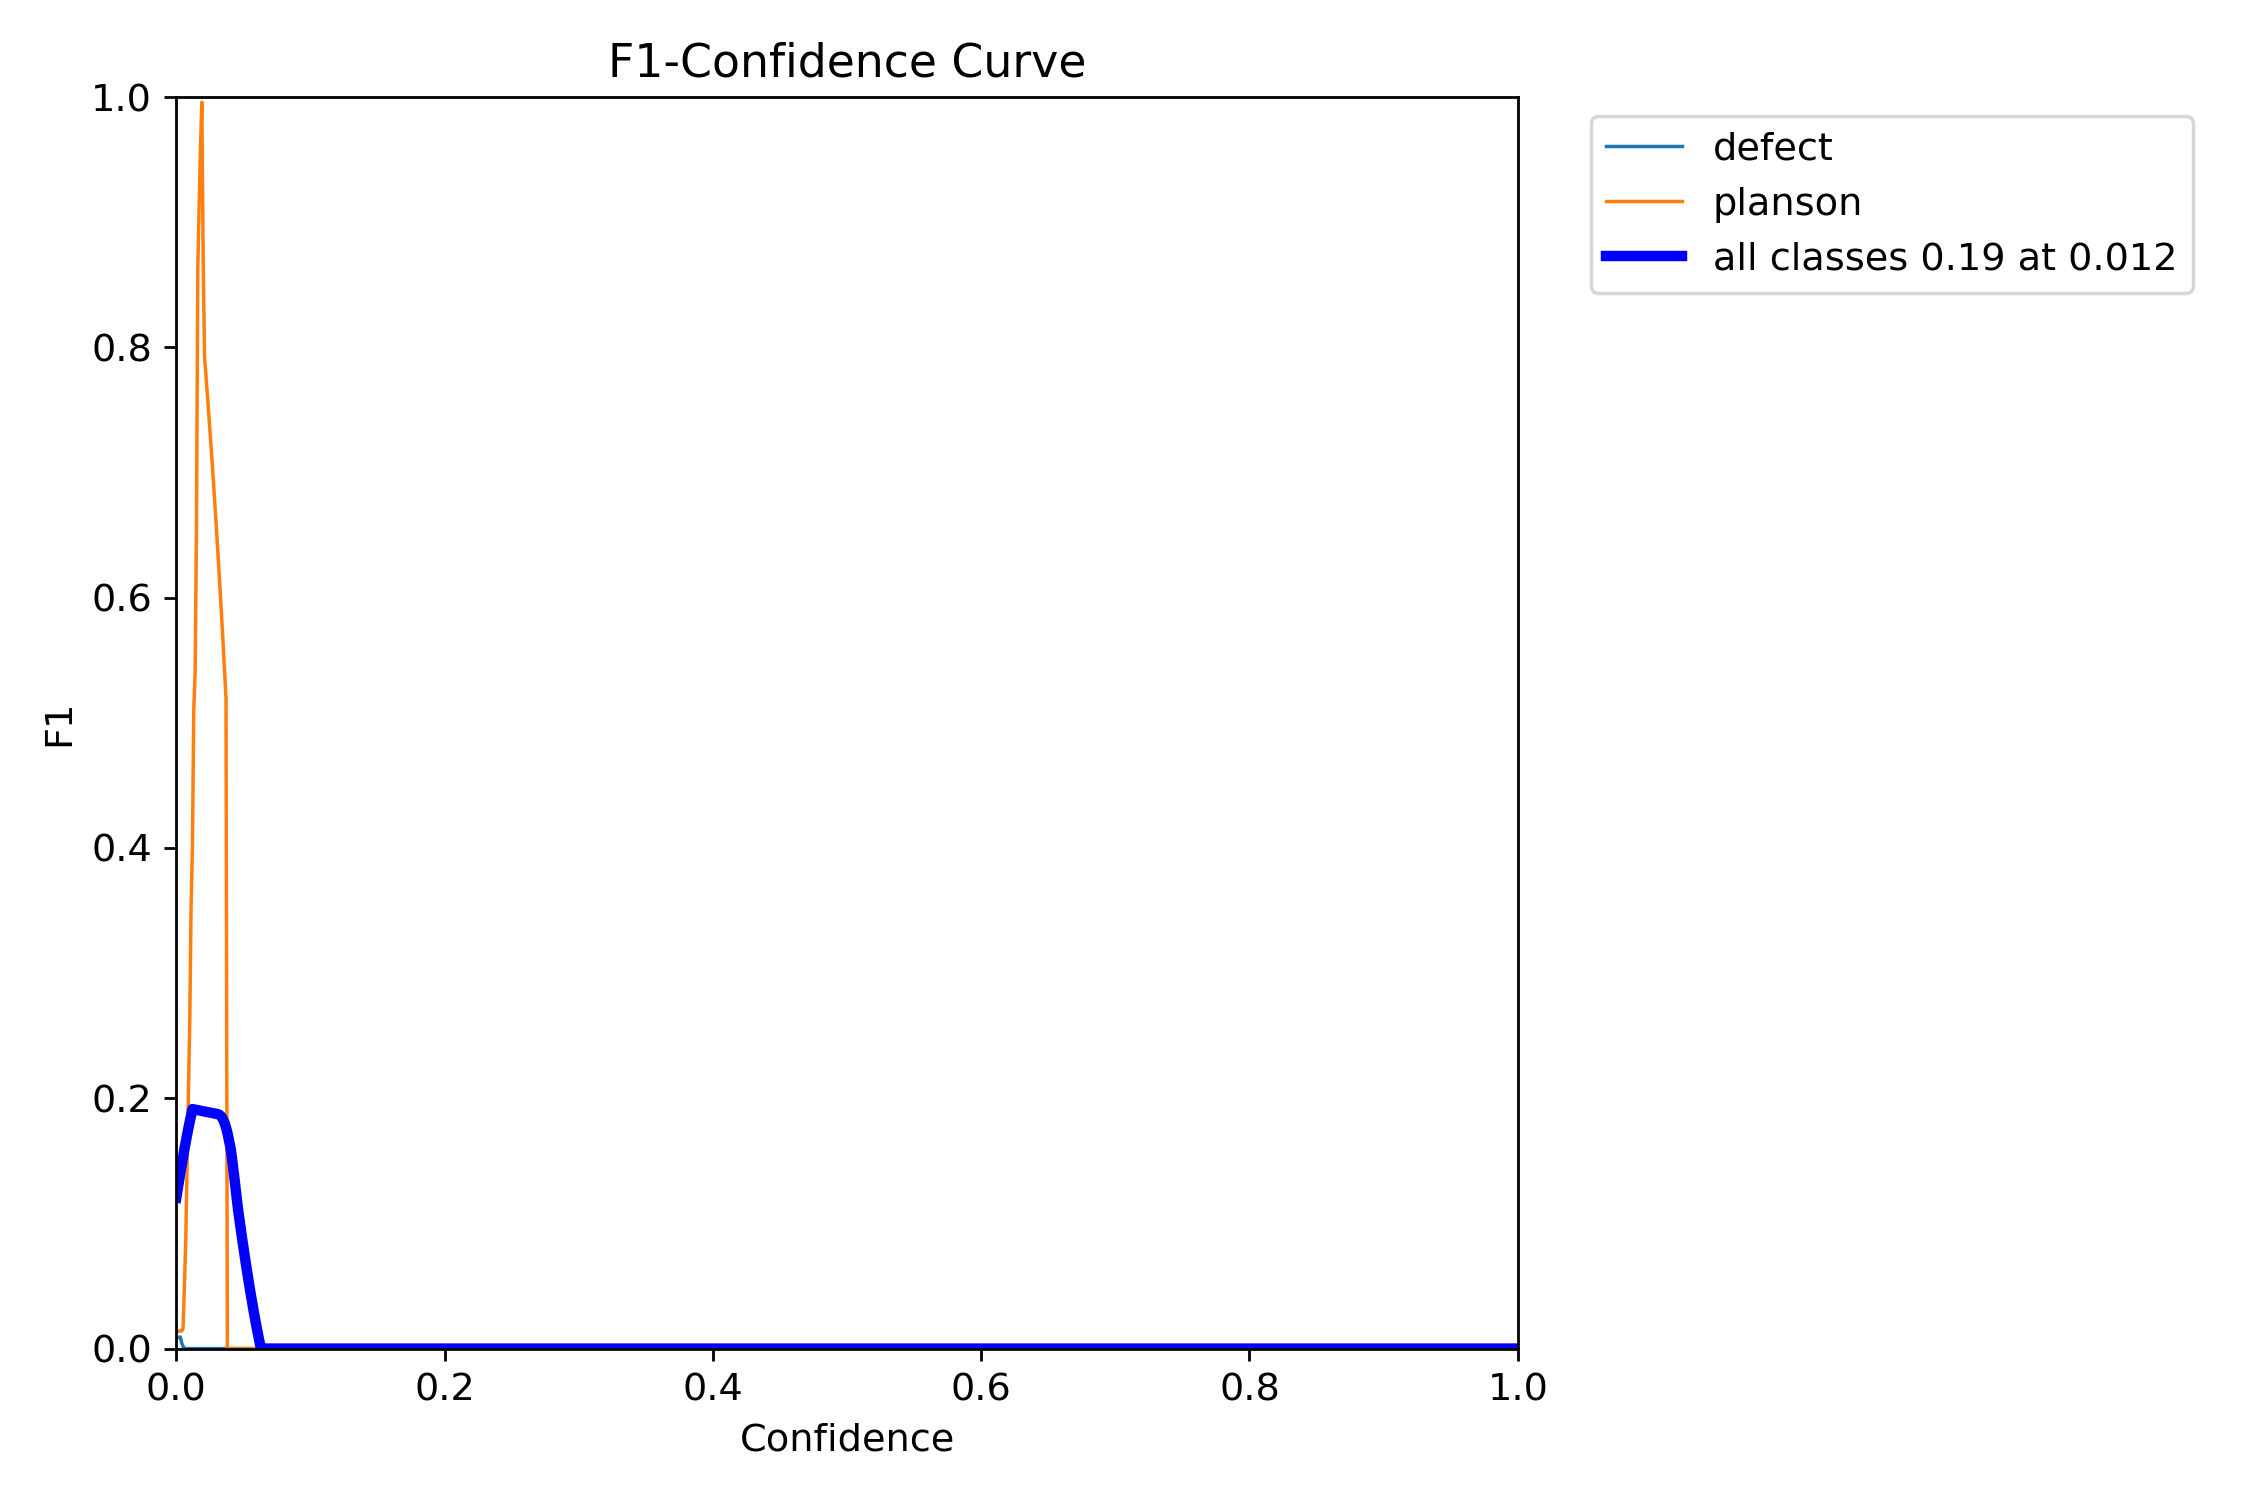 F1-Confidence Curve
1.0
0.8
0.6
0.4
0.2
0.0
F1
0.0 0.2 0.4 0.6 0.8 1.0
Confidence
defect
planson
all classes 0.19 at 0.012